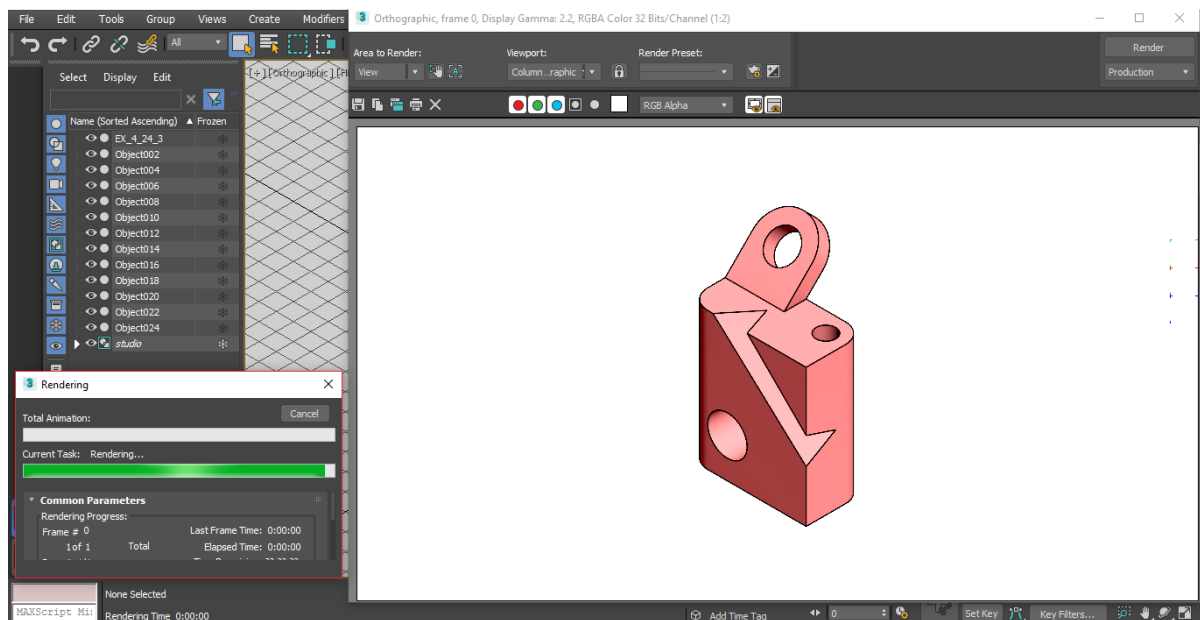 File Edit Tools Group Views Create Modifiers
3 Orthographic, frame 0, Display Gamma: 2.2, RGBA Color 32 Bits/Channel (1:2)
All
Area to Render:
Viewport:
Render Preset:
Render
View
Column...raphic
Production
Select Display Edit
[+] [Orthographic]
RGB Alpha
Name (Sorted Ascending) Frozen
EX_4_24_3
Object002
Object004
Object006
Object008
Object010
Object012
Object014
Object016
Object018
Object020
Object022
Object024
studio
3 Rendering
Total Animation:
Cancel
Current Task: Rendering...
Common Parameters
Rendering Progress:
Frame # 0
Last Frame Time: 0:00:00
1 of 1 Total
Elapsed Time: 0:00:00
None Selected
MAXScript Mi
Rendering Time 0:00:00
Add Time Tag
0
Set Key
Key Filters...